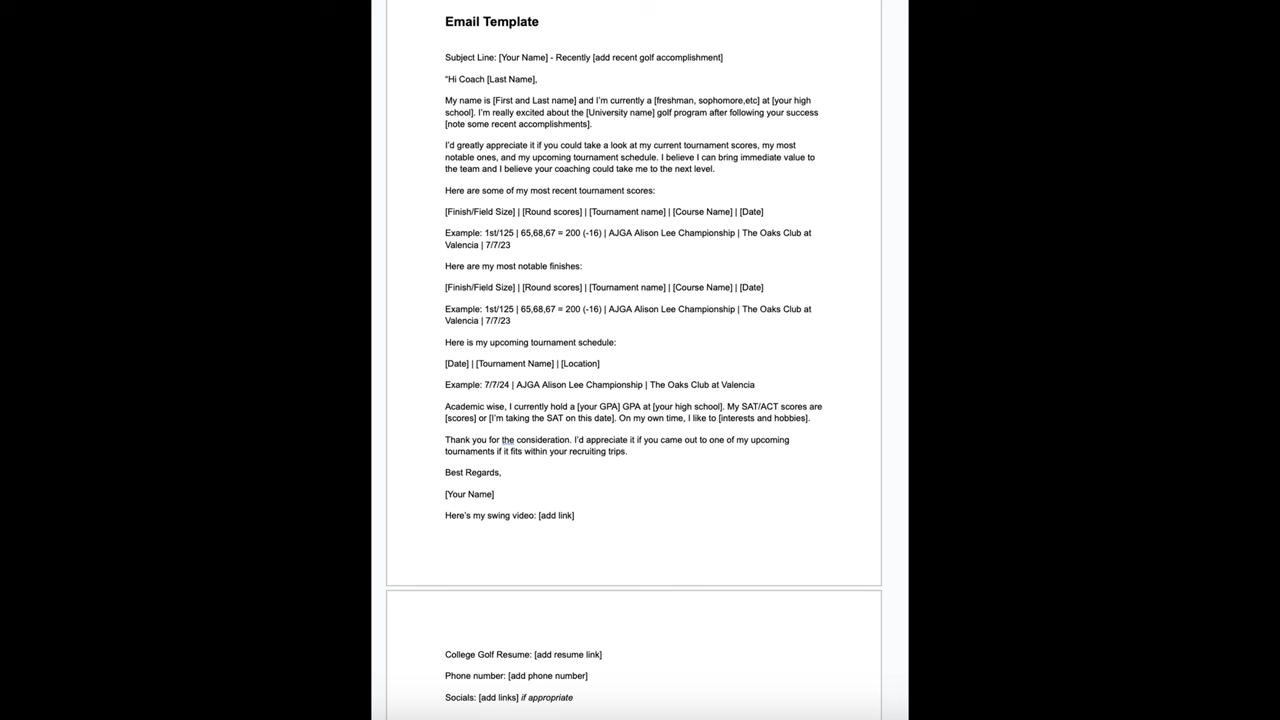 Email Template
Subject Line: [Your Name] - Recently [add recent golf accomplishment]
“Hi Coach [Last Name],
My name is [First and Last name] and I’m currently a [freshman, sophomore,etc] at [your high
school]. I’m really excited about the [University name] golf program after following your success
[note some recent accomplishments].
I’d greatly appreciate it if you could take a look at my current tournament scores, my most
notable ones, and my upcoming tournament schedule. I believe I can bring immediate value to
the team and I believe your coaching could take me to the next level.
Here are some of my most recent tournament scores:
[Finish/Field Size] | [Round scores] | [Tournament name] | [Course Name] | [Date]
Example: 1st/125 | 65,68,67 = 200 (-16) | AJGA Alison Lee Championship | The Oaks Club at
Valencia | 7/7/23
Here are my most notable finishes:
[Finish/Field Size] | [Round scores] | [Tournament name] | [Course Name] | [Date]
Example: 1st/125 | 65,68,67 = 200 (-16) | AJGA Alison Lee Championship | The Oaks Club at
Valencia | 7/7/23
Here is my upcoming tournament schedule:
[Date] | [Tournament Name] | [Location]
Example: 7/7/24 | AJGA Alison Lee Championship | The Oaks Club at Valencia
Academic wise, I currently hold a [your GPA] GPA at [your high school]. My SAT/ACT scores are
[scores] or [I’m taking the SAT on this date]. On my own time, I like to [interests and hobbies].
Thank you for the consideration. I’d appreciate it if you came out to one of my upcoming
tournaments if it fits within your recruiting trips.
Best Regards,
[Your Name]
Here’s my swing video: [add link]
College Golf Resume: [add resume link]
Phone number: [add phone number]
Socials: [add links] if appropriate